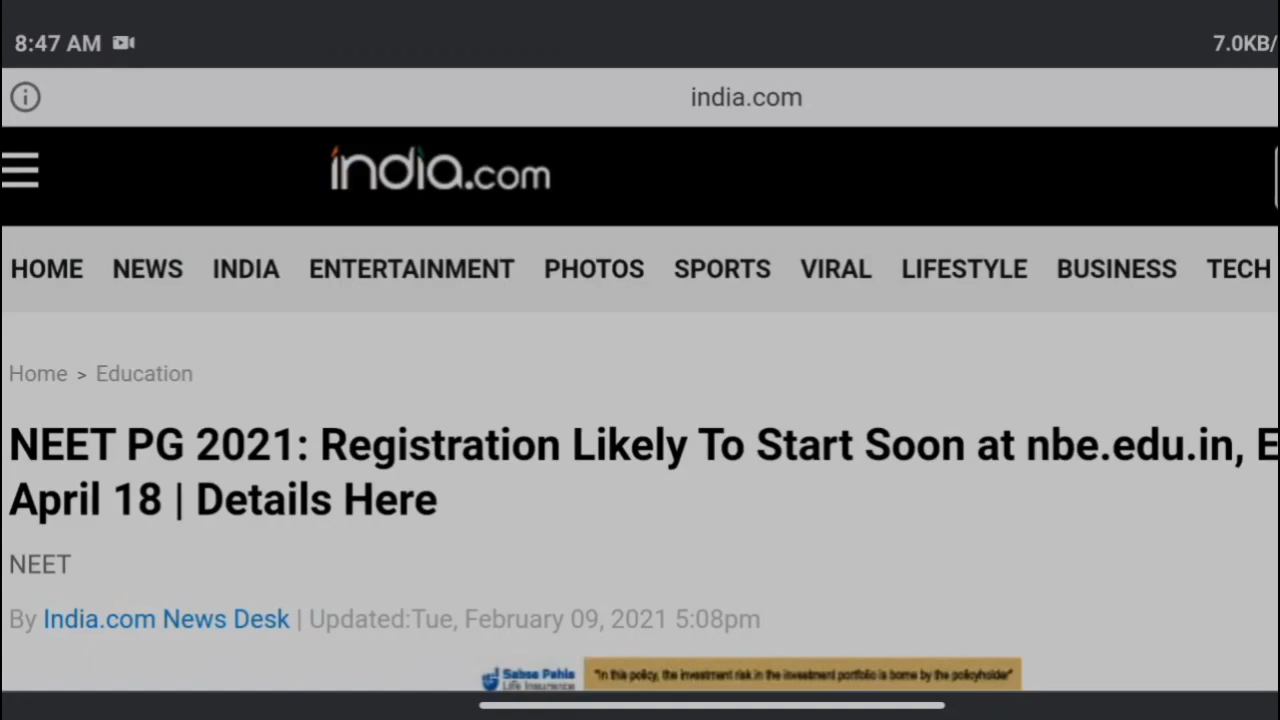 8:47 AM
7.0KB/
india.com
india.com
HOME NEWS INDIA ENTERTAINMENT PHOTOS SPORTS VIRAL LIFESTYLE BUSINESS TECH
Home > Education
NEET PG 2021: Registration Likely To Start Soon at nbe.edu.in, E
April 18 | Details Here
NEET
By India.com News Desk | Updated:Tue, February 09, 2021 5:08pm
Sabse Pehle "In this policy, the investment risk in the investment portfolio is borne by the policyholder"
Life Insurance